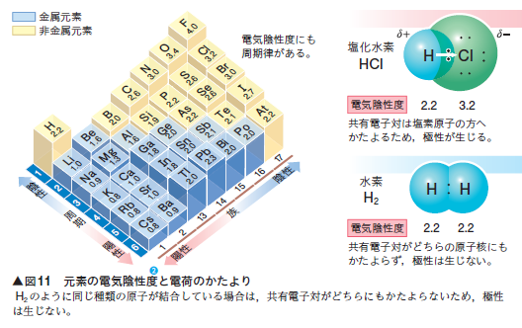 金属元素
非金属元素
電気陰性度にも
周期律がある。
F
4.0
O
3.4
Cl
3.2
N
3.0
Br
3.0
C
2.6
S
2.6
I
2.7
B
2.0
P
2.2
Se
2.6
At
2.2
H
2.2
Be
1.6
Al
1.6
Si
1.9
As
2.2
Te
2.1
Li
1.0
Mg
1.3
Ga
1.8
Ge
2.0
Sb
Po
2.0
Na
0.9
Ca
1.0
In
1.8
Sn
Bi
K
0.8
Sr
1.0
Tl
2.0
Pb
2.3
Rb
0.8
Ba
0.9
Cs
0.8
1
2
3
4
5
6
1
2
13
14
15
16
17
陰性
周期
陽性
陽性
族
陰性
2
δ+
δ-
塩化水素
HCl
H
Cl
電気陰性度
2.2
3.2
共有電子対は塩素原子の方へ
かたよるため，極性が生じる。
水素
H₂
H : H
電気陰性度
2.2
2.2
共有電子対がどちらの原子核にも
かたよらず，極性は生じない。
▲図11 元素の電気陰性度と電荷のかたより
H₂のように同じ種類の原子が結合している場合は，共有電子対がどちらにもかたよらないため，極性
は生じない。